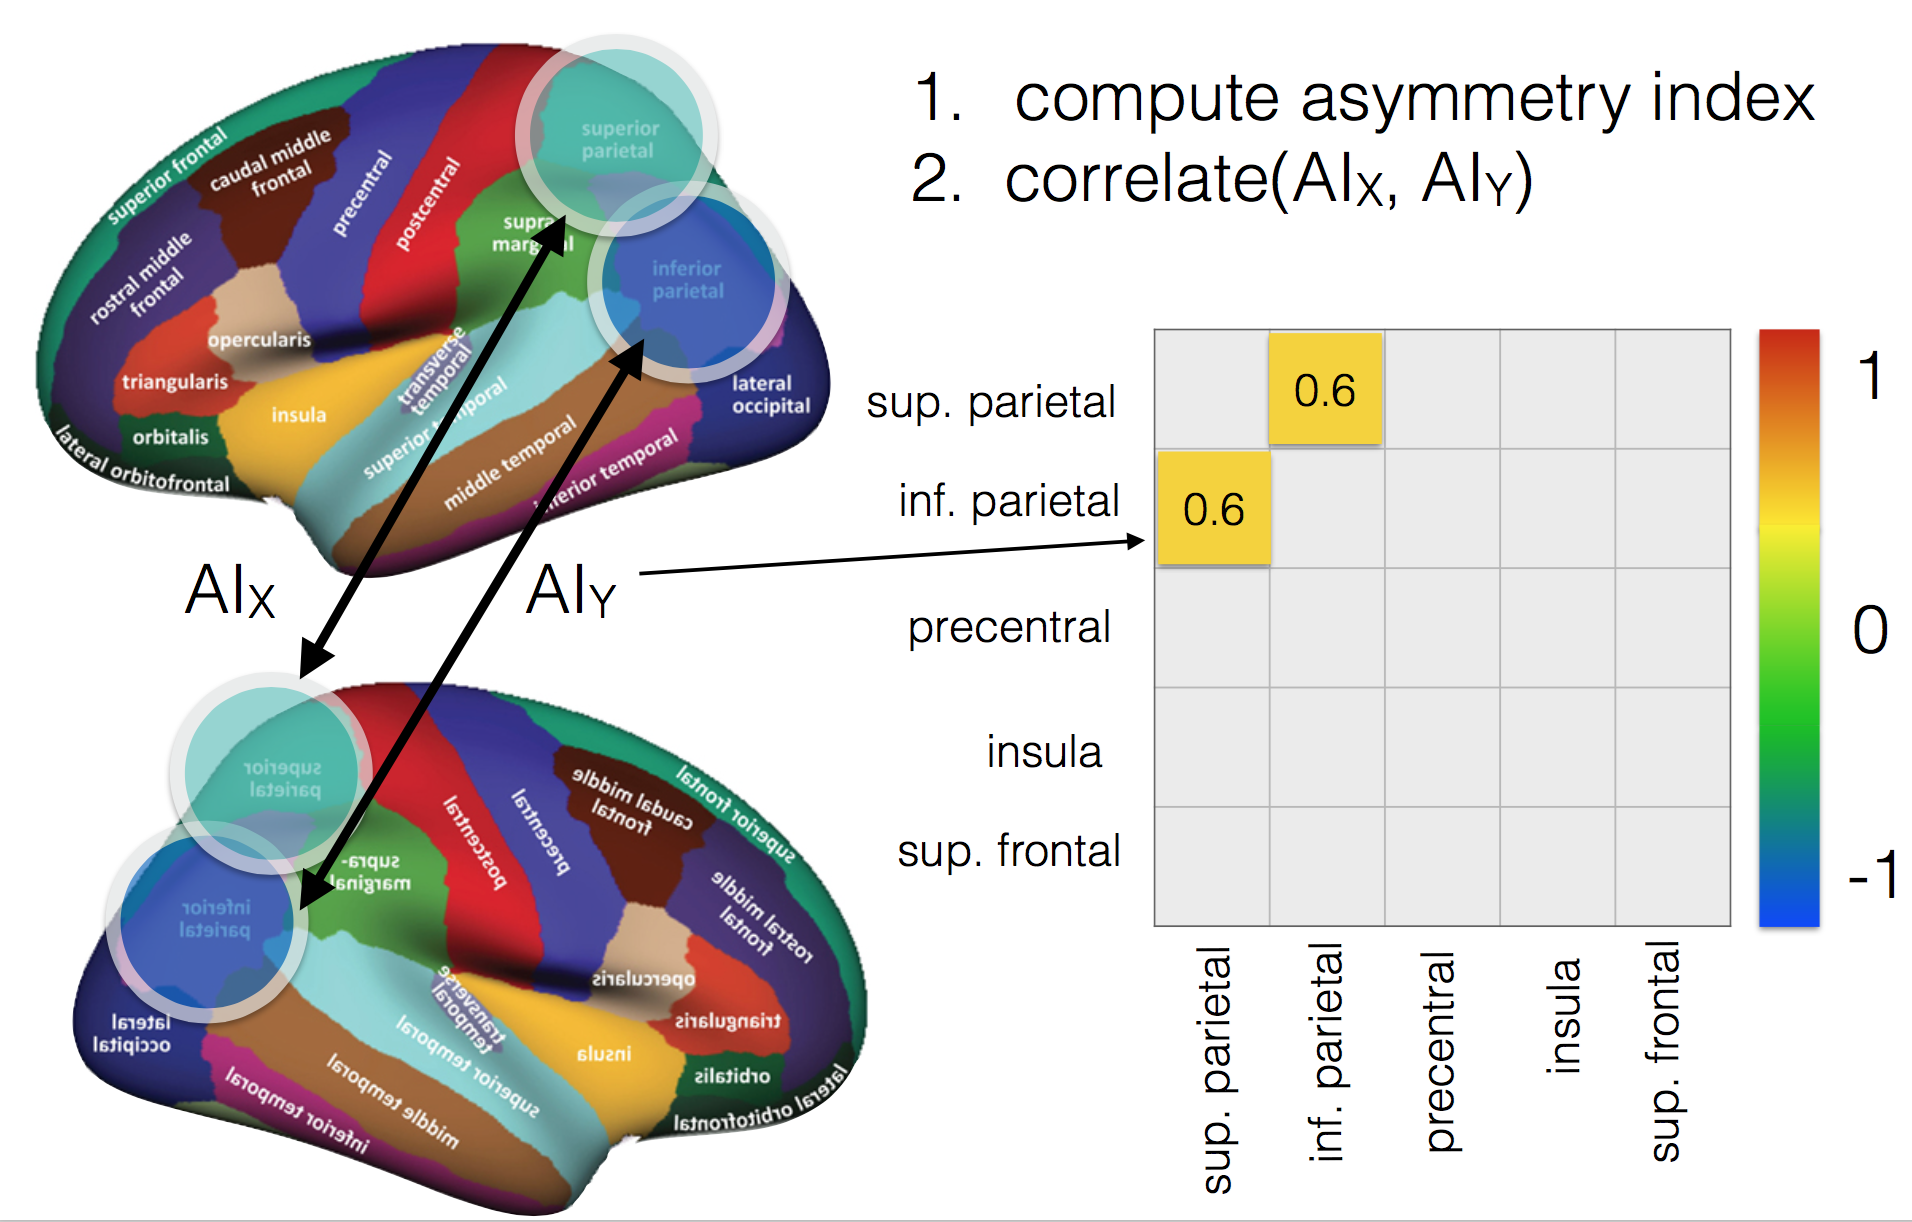 1. compute asymmetry index
2. correlate(AIX, AIY)
superior frontal
caudal middle
frontal
precentral
postcentral
superior
parietal
supra
marginal
inferior
parietal
rostral middle
frontal
opercularis
triangularis
orbitalis
lateral orbitofrontal
insula
transverse
temporal
superior temporal
middle temporal
inferior temporal
lateral
occipital
AIX
AIY
superior
parietal
inferior
parietal
supra-
marginal
postcentral
precentral
caudal middle
frontal
superior frontal
rostral middle
frontal
opercularis
triangularis
orbitalis
lateral orbitofrontal
insula
transverse
temporal
superior temporal
middle temporal
inferior temporal
lateral
occipital
sup. parietal
inf. parietal
precentral
insula
sup. frontal
0.6
0.6
sup. parietal
inf. parietal
precentral
insula
sup. frontal
1
0
-1